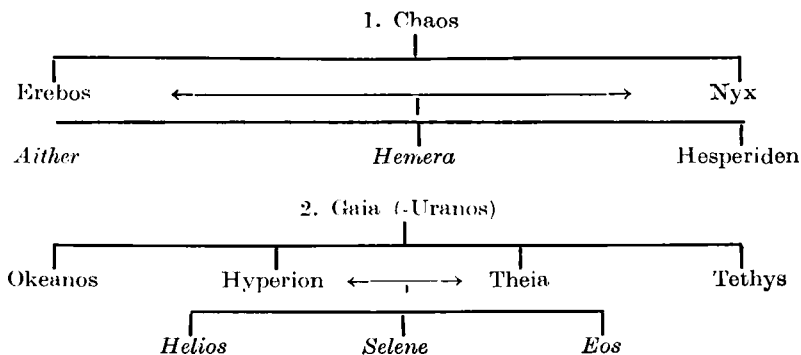 1. Chaos
Erebos Nyx
Aither Hemera Hesperiden
2. Gaia (-Uranos)
Okeanos Hyperion Theia Tethys
Helios Selene Eos